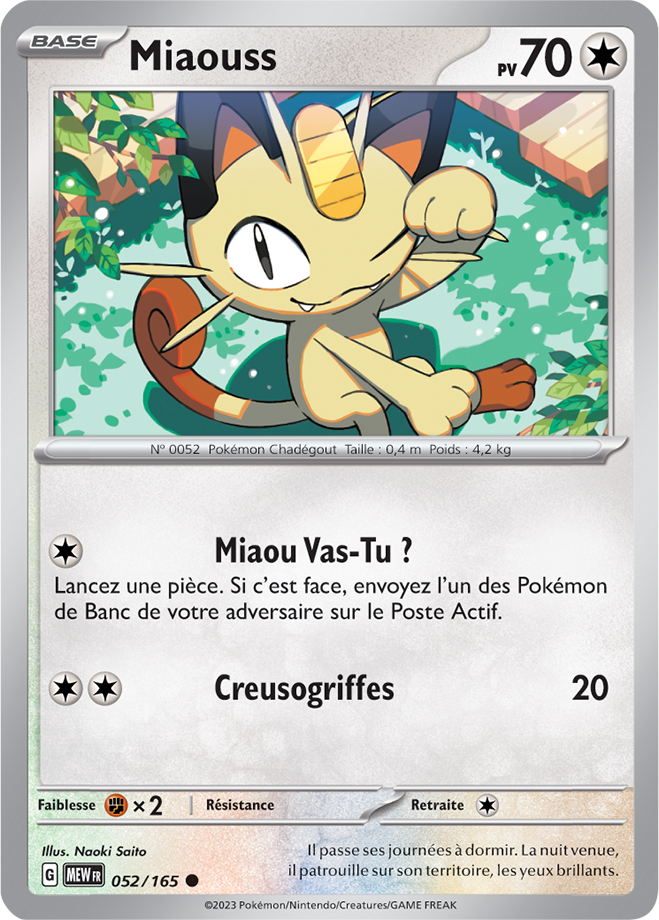 BASE
Miaouss
PV 70
N° 0052 Pokémon Chadégout Taille : 0,4 m Poids : 4,2 kg
Miaou Vas-Tu ?
Lancez une pièce. Si c'est face, envoyez l'un des Pokémon
de Banc de votre adversaire sur le Poste Actif.
Creusogriffes 20
Faiblesse ×2 Résistance Retraite
Illus. Naoki Saito
Il passe ses journées à dormir. La nuit venue,
il patrouille sur son territoire, les yeux brillants.
G MEW FR 052/165
©2023 Pokémon/Nintendo/Creatures/GAME FREAK